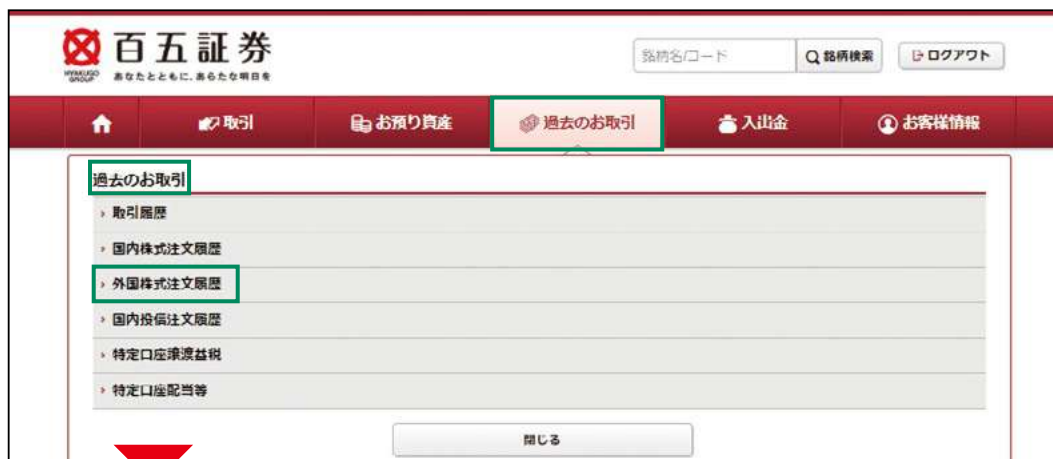 百五証券
HYAKUGO GROUP あなたとともに、あらたな明日を
銘柄名/コード 銘柄検索 ログアウト
取引 お預り資産 過去のお取引 入出金 お客様情報
過去のお取引
取引履歴
国内株式注文履歴
外国株式注文履歴
国内投信注文履歴
特定口座譲渡益税
特定口座配当等
閉じる